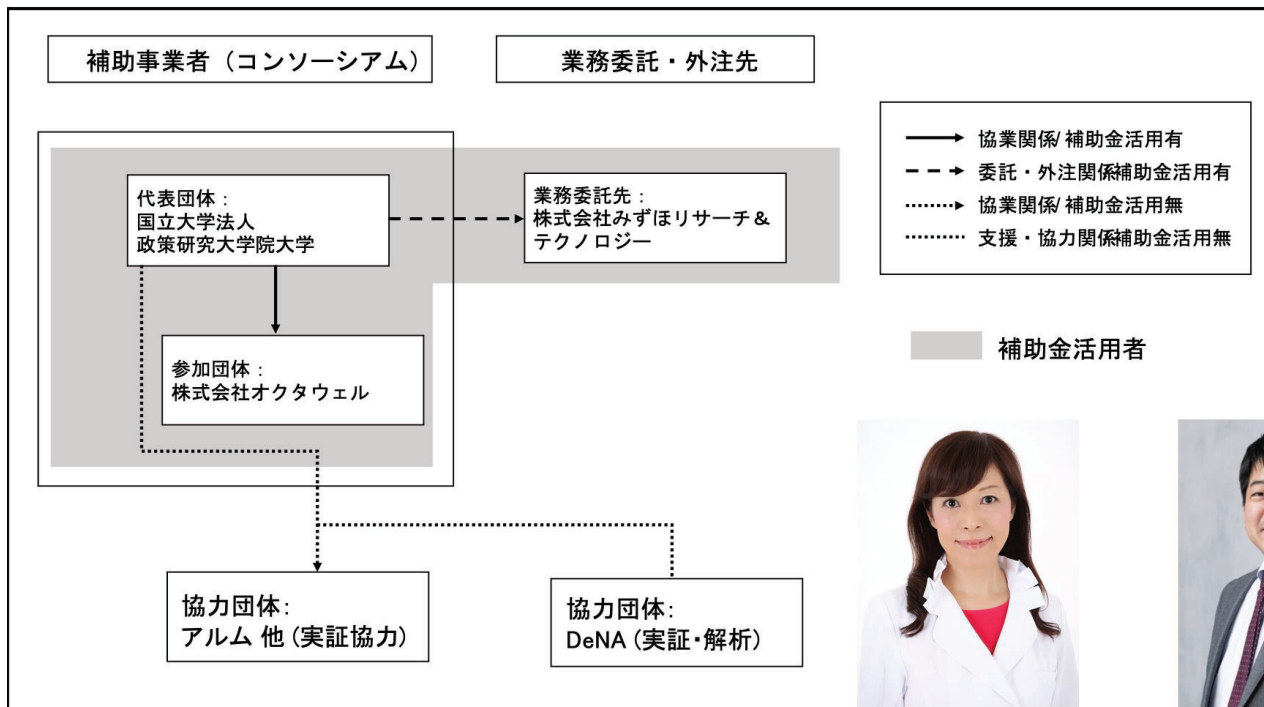 補助事業者（コンソーシアム）
業務委託・外注先
代表団体：
国立大学法人
政策研究大学院大学
業務委託先：
株式会社みずほリサーチ＆
テクノロジー
参加団体：
株式会社オクタウェル
協力団体：
アルム 他（実証協力）
協力団体：
DeNA（実証・解析）
協業関係/補助金活用有
委託・外注関係補助金活用有
協業関係/補助金活用無
支援・協力関係補助金活用無
補助金活用者